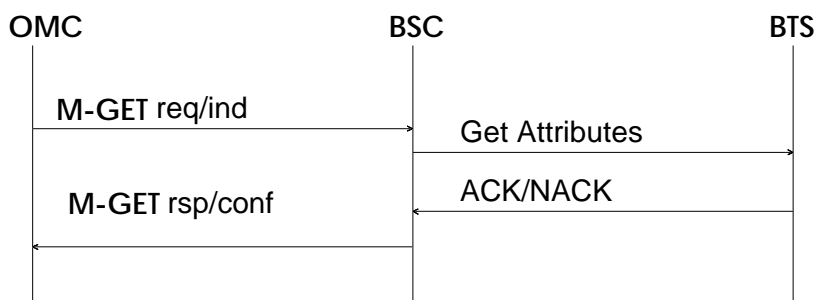 OMC BSC BTS
M-GET req/ind
Get Attributes
ACK/NACK
M-GET rsp/conf